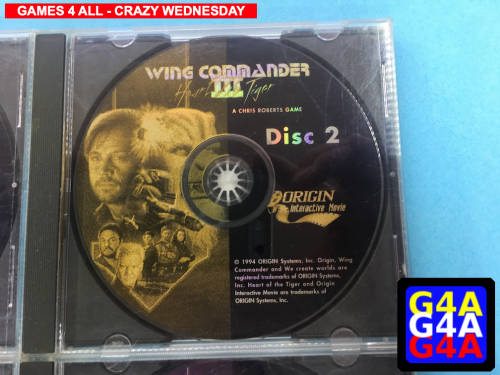 GAMES 4 ALL - CRAZY WEDNESDAY
WING COMMANDER
III
Heart of the Tiger
A CHRIS ROBERTS GAME
Disc 2
ORIGIN
Interactive Movie
© 1994 ORIGIN Systems, Inc. Origin, Wing
Commander and We create worlds are
registered trademarks of ORIGIN Systems,
Inc. Heart of the Tiger and Origin
Interactive Movie are trademarks of
ORIGIN Systems, Inc.
G4A
G4A
G4A